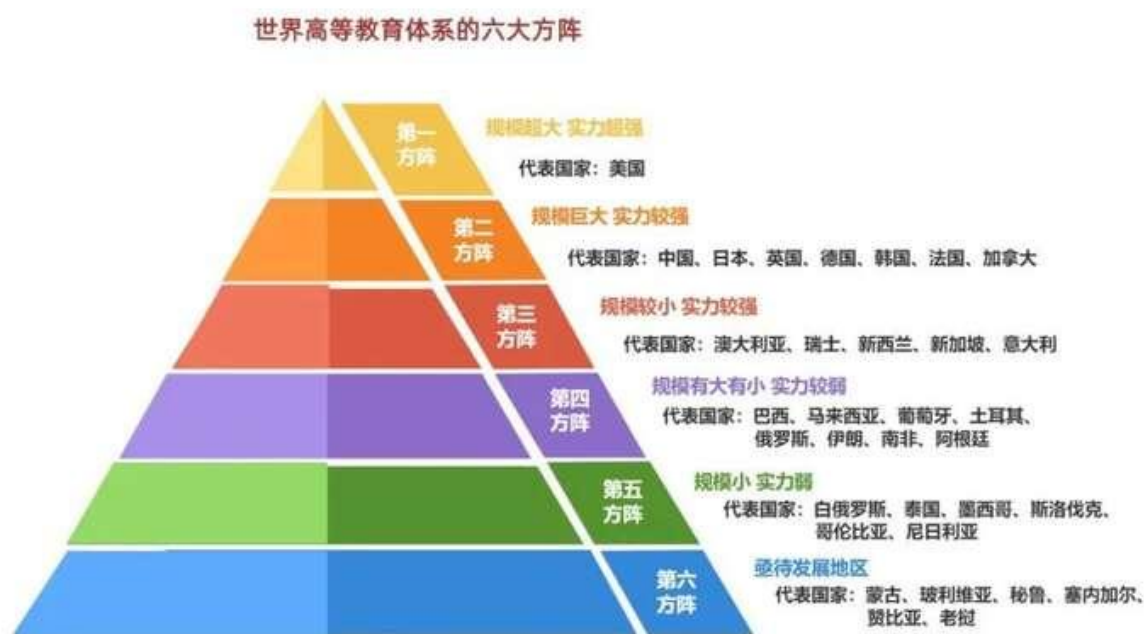 世界高等教育体系的六大方阵
第一
方阵
规模超大 实力超强
代表国家：美国
第二
方阵
规模巨大 实力较强
代表国家：中国、日本、英国、德国、韩国、法国、加拿大
第三
方阵
规模较小 实力较强
代表国家：澳大利亚、瑞士、新西兰、新加坡、意大利
第四
方阵
规模有大有小 实力较弱
代表国家：巴西、马来西亚、葡萄牙、土耳其、
俄罗斯、伊朗、南非、阿根廷
第五
方阵
规模小 实力弱
代表国家：白俄罗斯、泰国、墨西哥、斯洛伐克、
哥伦比亚、尼日利亚
第六
方阵
亟待发展地区
代表国家：蒙古、玻利维亚、秘鲁、塞内加尔、
赞比亚、老挝